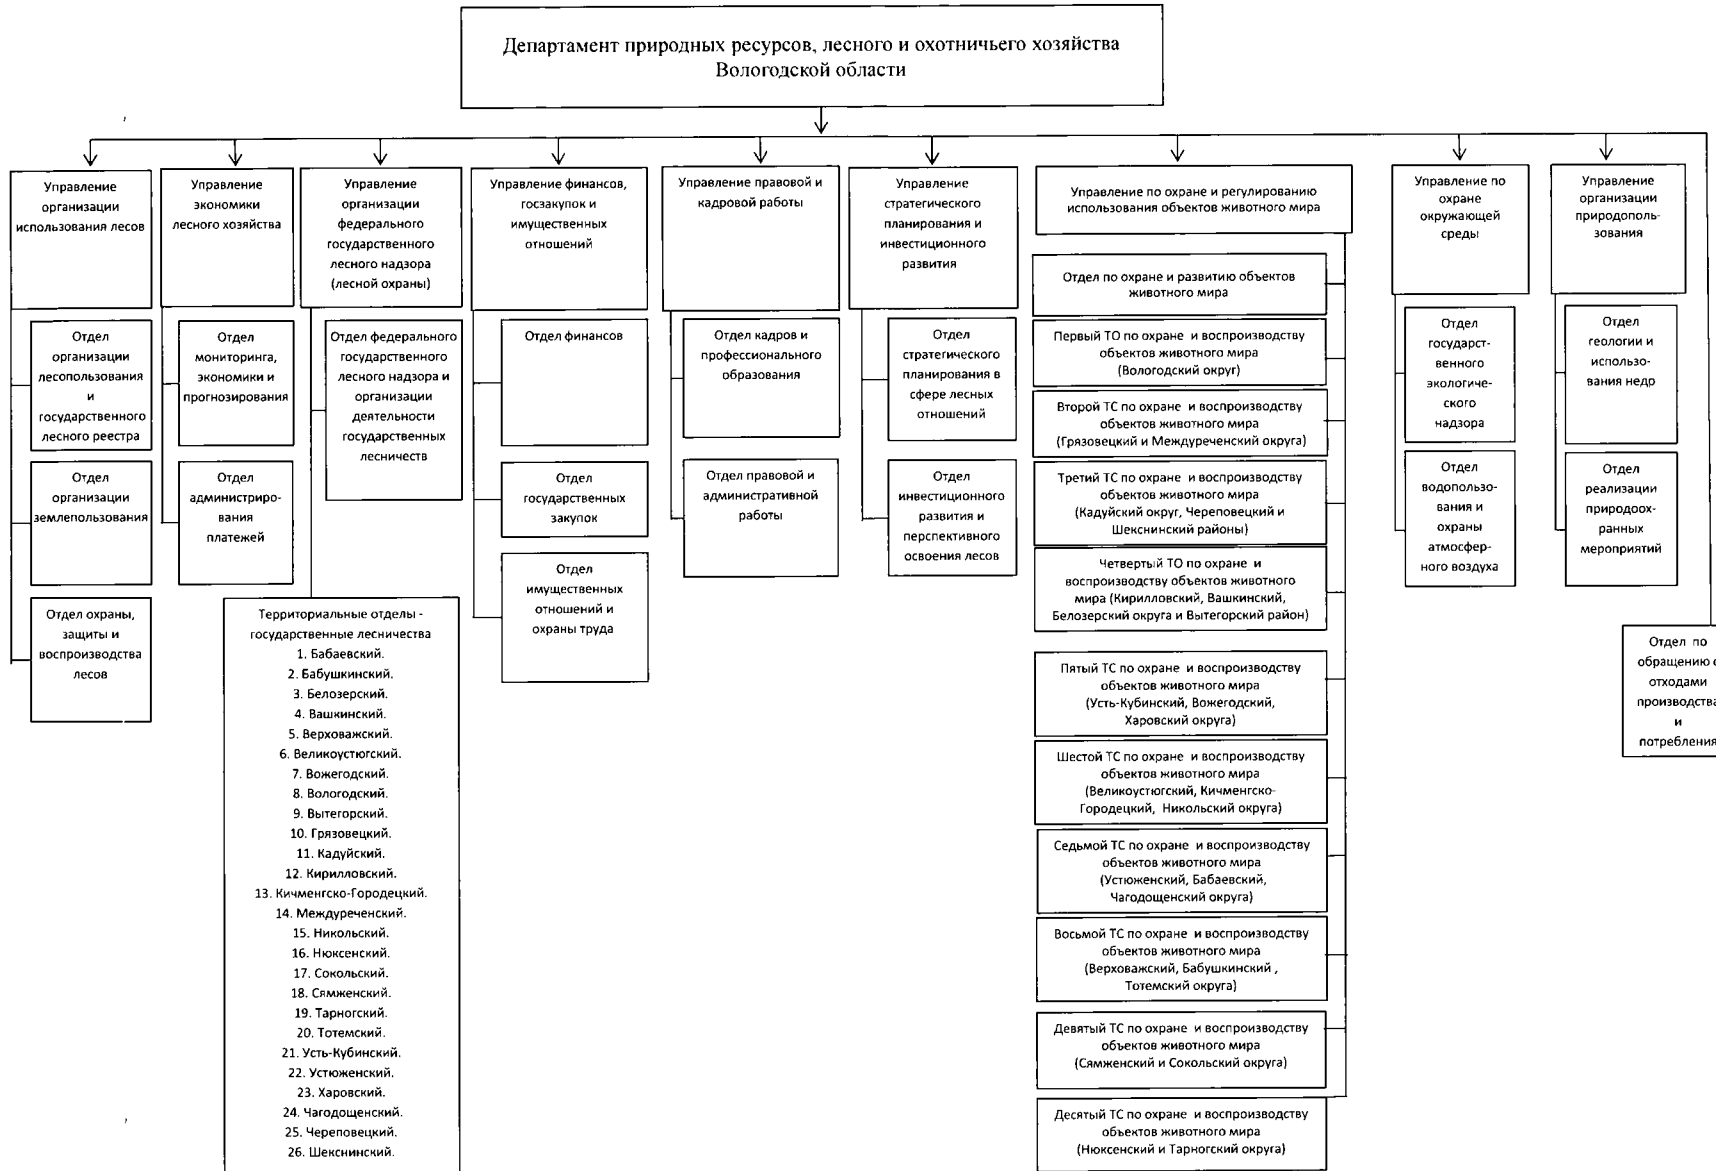 Департамент природных ресурсов, лесного и охотничьего хозяйства
Вологодской области
Управление
организации
использования лесов
Отдел
организации
лесопользования
и
государственного
лесного реестра
Отдел
организации
землепользования
Отдел охраны,
защиты и
воспроизводства
лесов
Управление
экономики
лесного хозяйства
Отдел
мониторинга,
экономики и
прогнозирования
Отдел
администриро-
вания
платежей
Управление
организации
федерального
государственного
лесного надзора
(лесной охраны)
Отдел федерального
государственного
лесного надзора и
организации
деятельности
государственных
лесничеств
Территориальные отделы -
государственные лесничества
1. Бабаевский.
2. Бабушкинский.
3. Белозерский.
4. Вашкинский.
5. Верховажский.
6. Великоустюгский.
7. Вожегодский.
8. Вологодский.
9. Вытегорский.
10. Грязовецкий.
11. Кадуйский.
12. Кирилловский.
13. Кичменгско-Городецкий.
14. Междуреченский.
15. Никольский.
16. Нюксенский.
17. Сокольский.
18. Сямженский.
19. Тарногский.
20. Тотемский.
21. Усть-Кубинский.
22. Устюженский.
23. Харовский.
24. Чагодощенский.
25. Череповецкий.
26. Шекснинский.
Управление финансов,
госзакупок и
имущественных
отношений
Отдел финансов
Отдел
государственных
закупок
Отдел
имущественных
отношений и
охраны труда
Управление правовой и
кадровой работы
Отдел кадров и
профессионального
образования
Отдел правовой и
административной
работы
Управление
стратегического
планирования и
инвестиционного
развития
Отдел
стратегического
планирования в
сфере лесных
отношений
Отдел
инвестиционного
развития и
перспективного
освоения лесов
Управление по охране и регулированию
использования объектов животного мира
Отдел по охране и развитию объектов
животного мира
Первый ТО по охране и воспроизводству
объектов животного мира
(Вологодский округ)
Второй ТС по охране и воспроизводству
объектов животного мира
(Грязовецкий и Междуреченский округа)
Третий ТС по охране и воспроизводству
объектов животного мира
(Кадуйский округ, Череповецкий и
Шекснинский районы)
Четвертый ТО по охране и
воспроизводству объектов животного
мира (Кирилловский, Вашкинский,
Белозерский округа и Вытегорский район)
Пятый ТС по охране и воспроизводству
объектов животного мира
(Усть-Кубинский, Вожегодский,
Харовский округа)
Шестой ТС по охране и воспроизводству
объектов животного мира
(Великоустюгский, Кичменгско-
Городецкий, Никольский округа)
Седьмой ТС по охране и воспроизводству
объектов животного мира
(Устюженский, Бабаевский,
Чагодощенский округа)
Восьмой ТС по охране и воспроизводству
объектов животного мира
(Верховажский, Бабушкинский ,
Тотемский округа)
Девятый ТС по охране и воспроизводству
объектов животного мира
(Сямженский и Сокольский округа)
Десятый ТС по охране и воспроизводству
объектов животного мира
(Нюксенский и Тарногский округа)
Управление по
охране
окружающей
среды
Отдел
государст-
венного
экологиче-
ского
надзора
Отдел
водопользо-
вания и
охраны
атмосфер-
ного воздуха
Управление
организации
природополь-
зования
Отдел
геологии и
использо-
вания недр
Отдел
реализации
природоох-
ранных
мероприятий
Отдел по
обращению с
отходами
производства
и
потребления